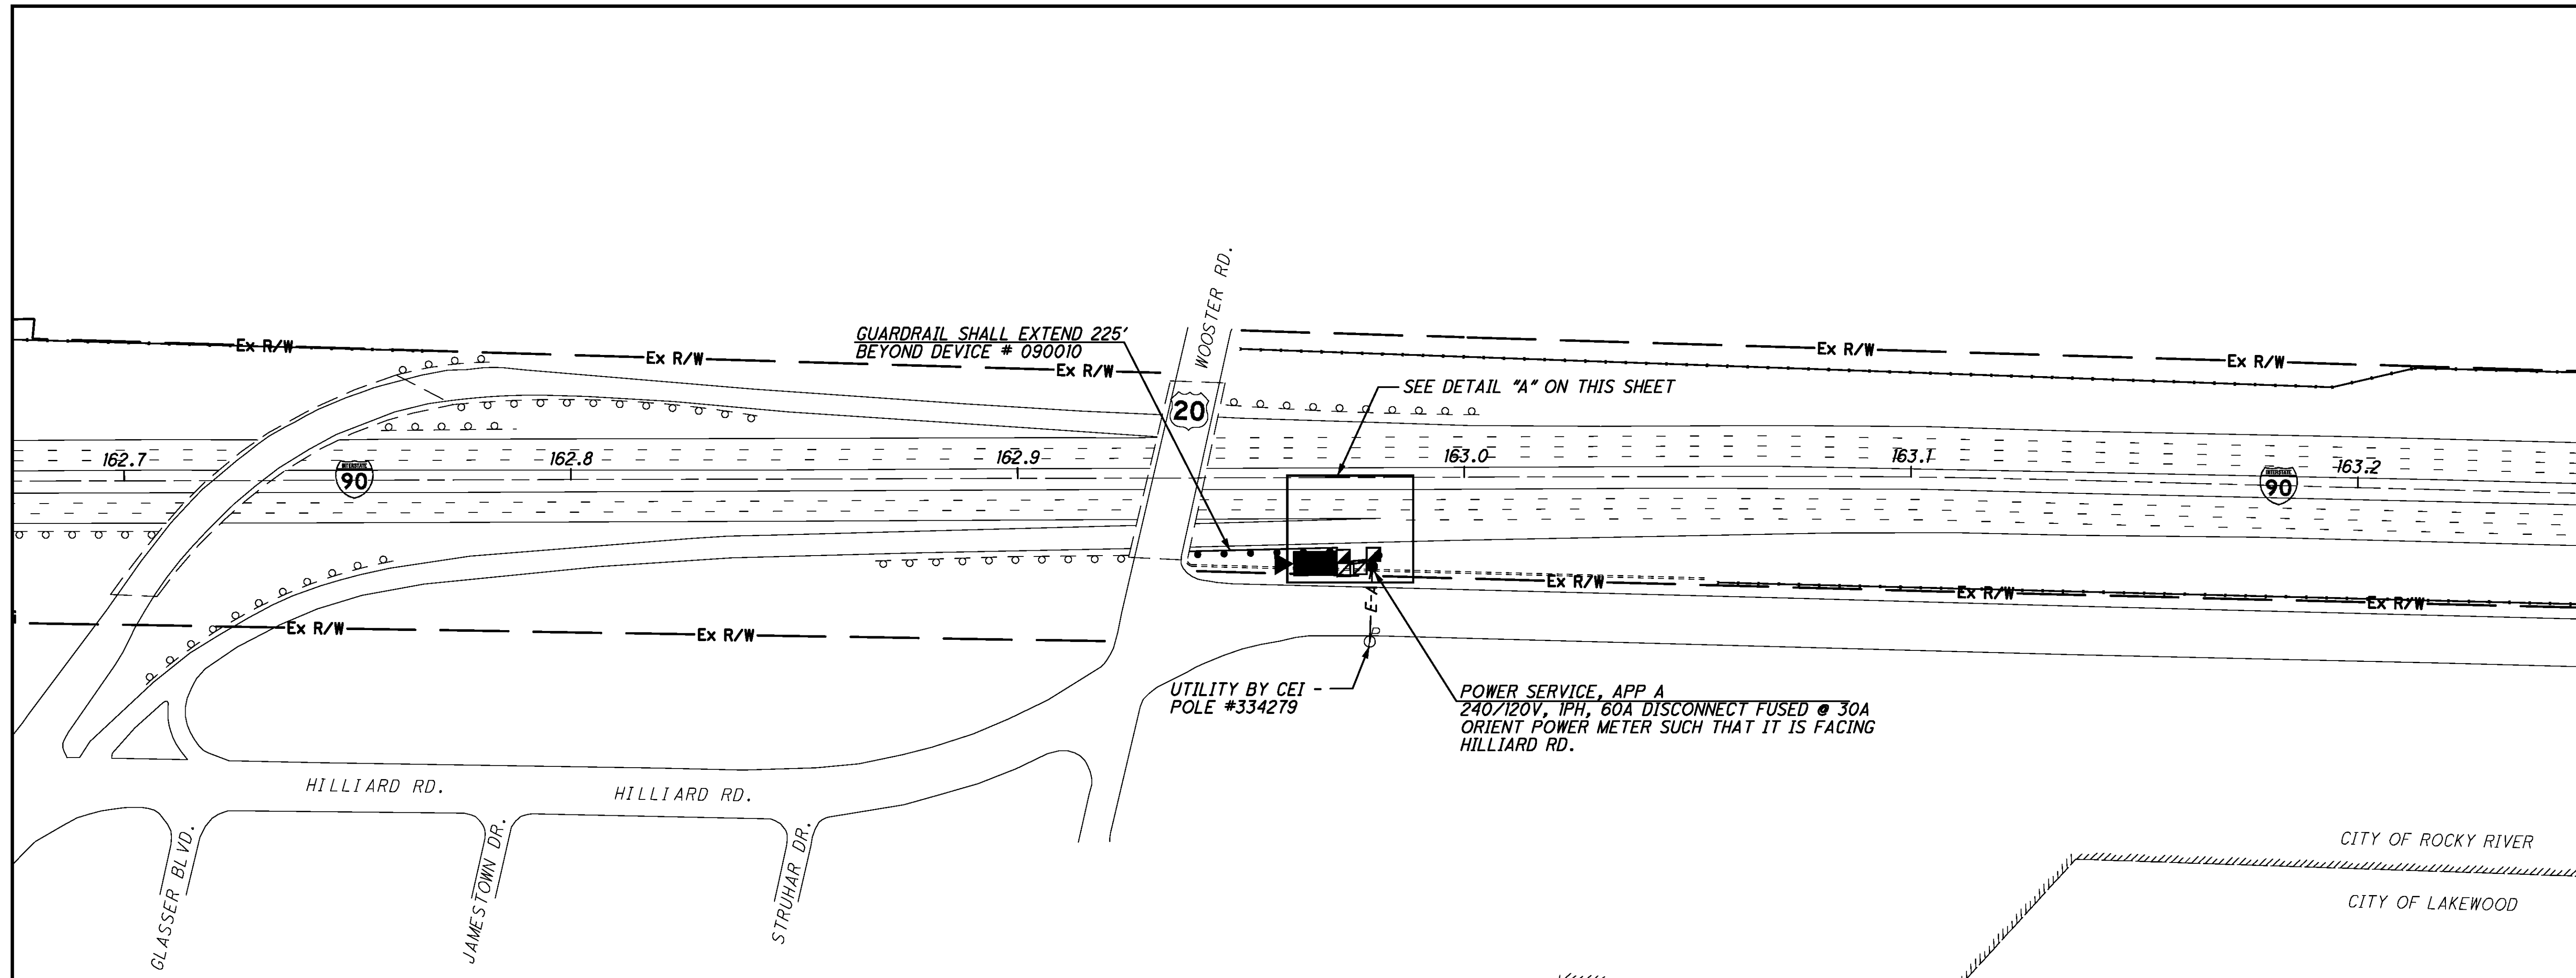 WOOSTER RD.
GUARDRAIL SHALL EXTEND 225'
BEYOND DEVICE # 090010
Ex R/W
Ex R/W
Ex R/W
Ex R/W
Ex R/W
SEE DETAIL "A" ON THIS SHEET
20
162.7
162.8
162.9
163.0
163.1
163.2
INTERSTATE
90
INTERSTATE
90
Ex R/W
Ex R/W
Ex R/W
Ex R/W
Ex R/W
E-A
UTILITY BY CEI -
POLE #334279
POWER SERVICE, APP A
240/120V, 1PH, 60A DISCONNECT FUSED @ 30A
ORIENT POWER METER SUCH THAT IT IS FACING
HILLIARD RD.
HILLIARD RD.
HILLIARD RD.
GLASSER BLVD.
JAMESTOWN DR.
STRUHAR DR.
CITY OF ROCKY RIVER
CITY OF LAKEWOOD